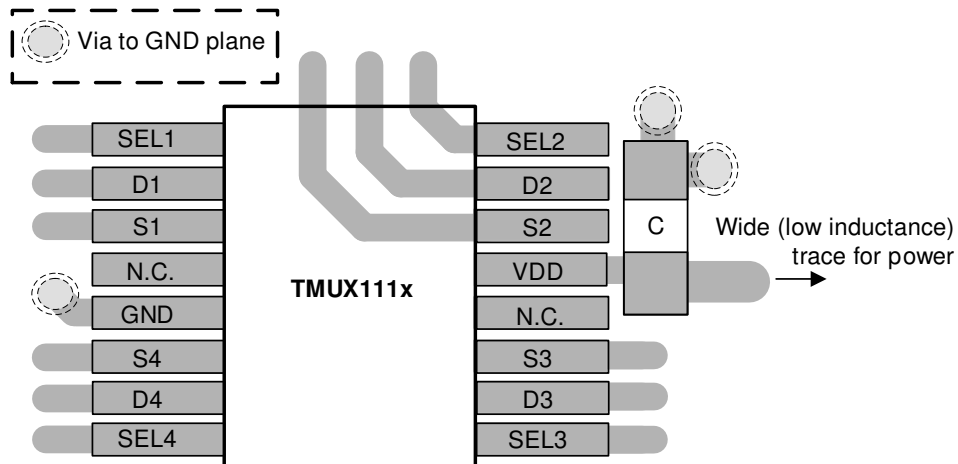 Via to GND plane
SEL1
D1
S1
N.C.
GND
S4
D4
SEL4
TMUX111x
SEL2
D2
S2
VDD
N.C.
S3
D3
SEL3
C
Wide (low inductance)
trace for power